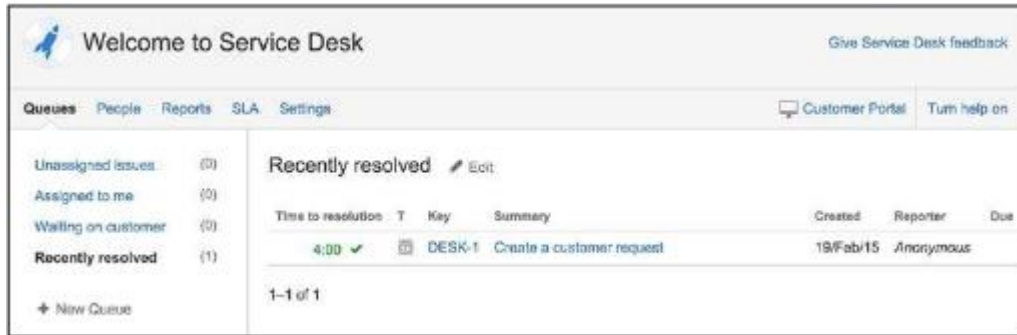 Welcome to Service Desk
Give Service Desk feedback
Queues People Reports SLA Settings
Customer Portal Turn help on
Unassigned issues (0)
Assigned to me (0)
Waiting on customer (0)
Recently resolved (1)
+ New Queue
Recently resolved Edit
Time to resolution T Key Summary Created Reporter Due
4:00 DESK-1 Create a customer request 19/Feb/15 Anonymous
1–1 of 1